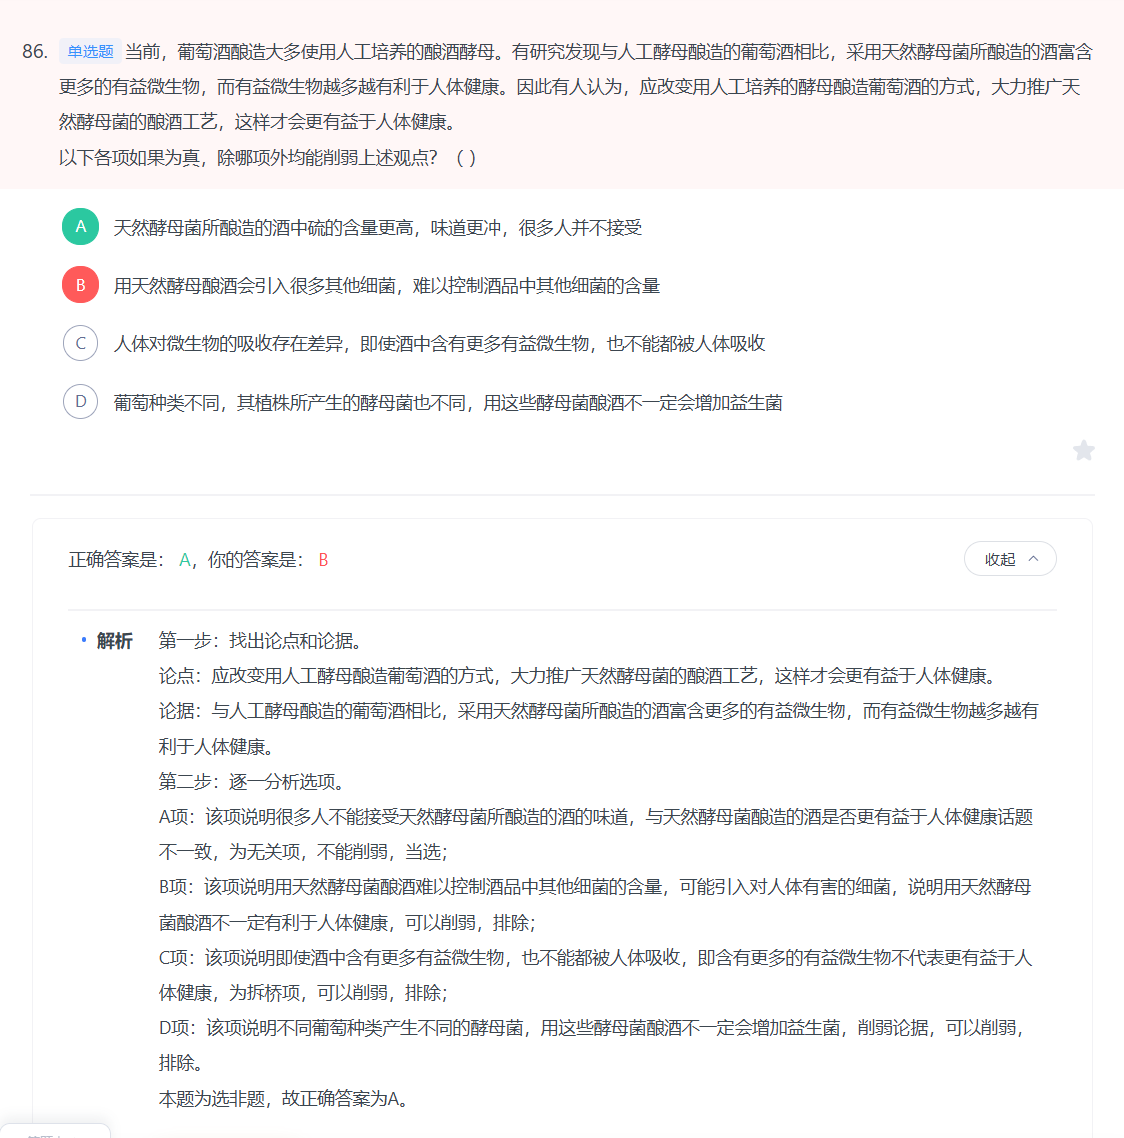 86. 单选题 当前，葡萄酒酿造大多使用人工培养的酿酒酵母。有研究发现与人工酵母酿造的葡萄酒相比，采用天然酵母菌所酿造的酒富含
更多的有益微生物，而有益微生物越多越有利于人体健康。因此有人认为，应改变用人工培养的酵母酿造葡萄酒的方式，大力推广天
然酵母菌的酿酒工艺，这样才会更有益于人体健康。
以下各项如果为真，除哪项外均能削弱上述观点？（ ）
A 天然酵母菌所酿造的酒中硫的含量更高，味道更冲，很多人并不接受
B 用天然酵母酿酒会引入很多其他细菌，难以控制酒品中其他细菌的含量
C 人体对微生物的吸收存在差异，即使酒中含有更多有益微生物，也不能都被人体吸收
D 葡萄种类不同，其植株所产生的酵母菌也不同，用这些酵母菌酿酒不一定会增加益生菌
正确答案是： A，你的答案是： B
收起
解析 第一步：找出论点和论据。
论点：应改变用人工酵母酿造葡萄酒的方式，大力推广天然酵母菌的酿酒工艺，这样才会更有益于人体健康。
论据：与人工酵母酿造的葡萄酒相比，采用天然酵母菌所酿造的酒富含更多的有益微生物，而有益微生物越多越有
利于人体健康。
第二步：逐一分析选项。
A项：该项说明很多人不能接受天然酵母菌所酿造的酒的味道，与天然酵母菌酿造的酒是否更有益于人体健康话题
不一致，为无关项，不能削弱，当选；
B项：该项说明用天然酵母菌酿酒难以控制酒品中其他细菌的含量，可能引入对人体有害的细菌，说明用天然酵母
菌酿酒不一定有利于人体健康，可以削弱，排除；
C项：该项说明即使酒中含有更多有益微生物，也不能都被人体吸收，即含有更多的有益微生物不代表更有益于人
体健康，为拆桥项，可以削弱，排除；
D项：该项说明不同葡萄种类产生不同的酵母菌，用这些酵母菌酿酒不一定会增加益生菌，削弱论据，可以削弱，
排除。
本题为选非题，故正确答案为A。